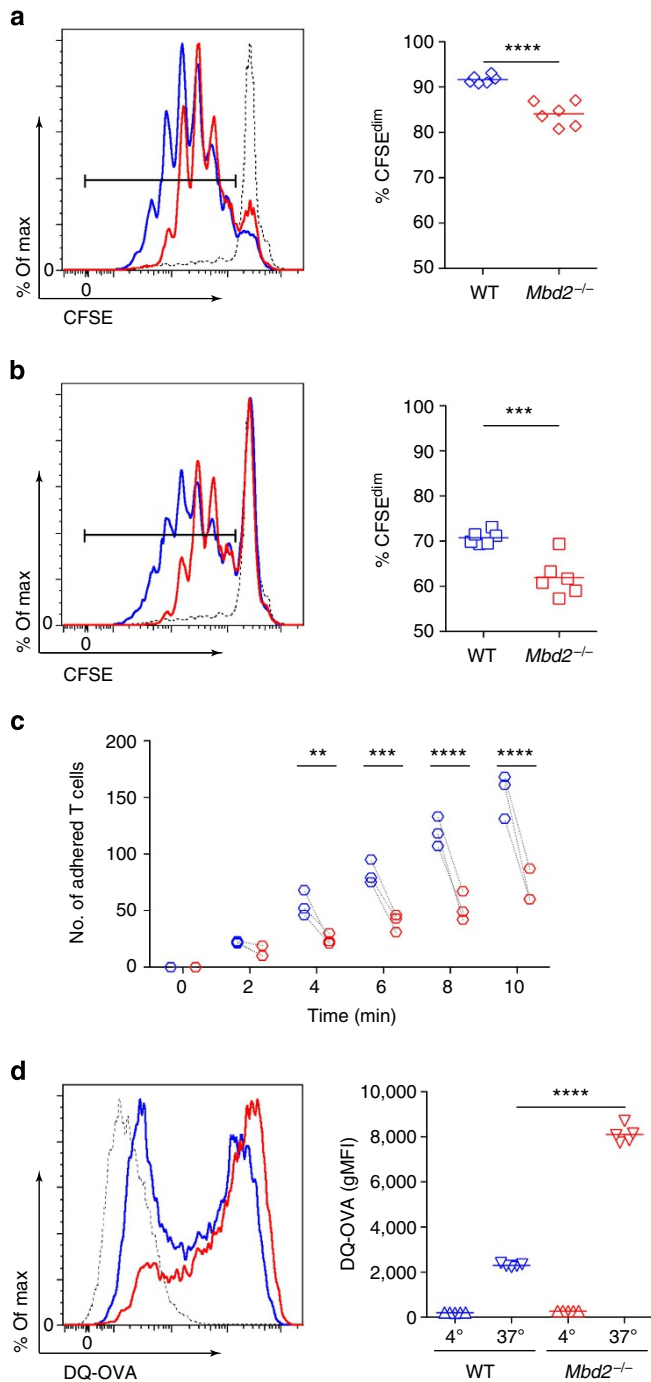 a
% Of max
0
0
CFSE
% CFSE^dim
100
90
80
70
60
50
****
WT
Mbd2^–/–
b
% Of max
0
0
CFSE
% CFSE^dim
100
90
80
70
60
50
***
WT
Mbd2^–/–
c
No. of adhered T cells
200
150
100
50
0
** *** **** ****
0 2 4 6 8 10
Time (min)
d
% Of max
0
0
DQ-OVA
DQ-OVA (gMFI)
10,000
8,000
6,000
4,000
2,000
0
****
4° 37° 4° 37°
WT Mbd2^–/–